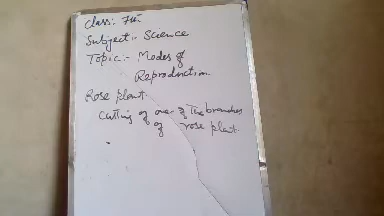 Class: 7th
Subject:- Science
Topic:- Modes of
Reproduction
Rose plant.
Cutting of one of the branches
of rose plant.